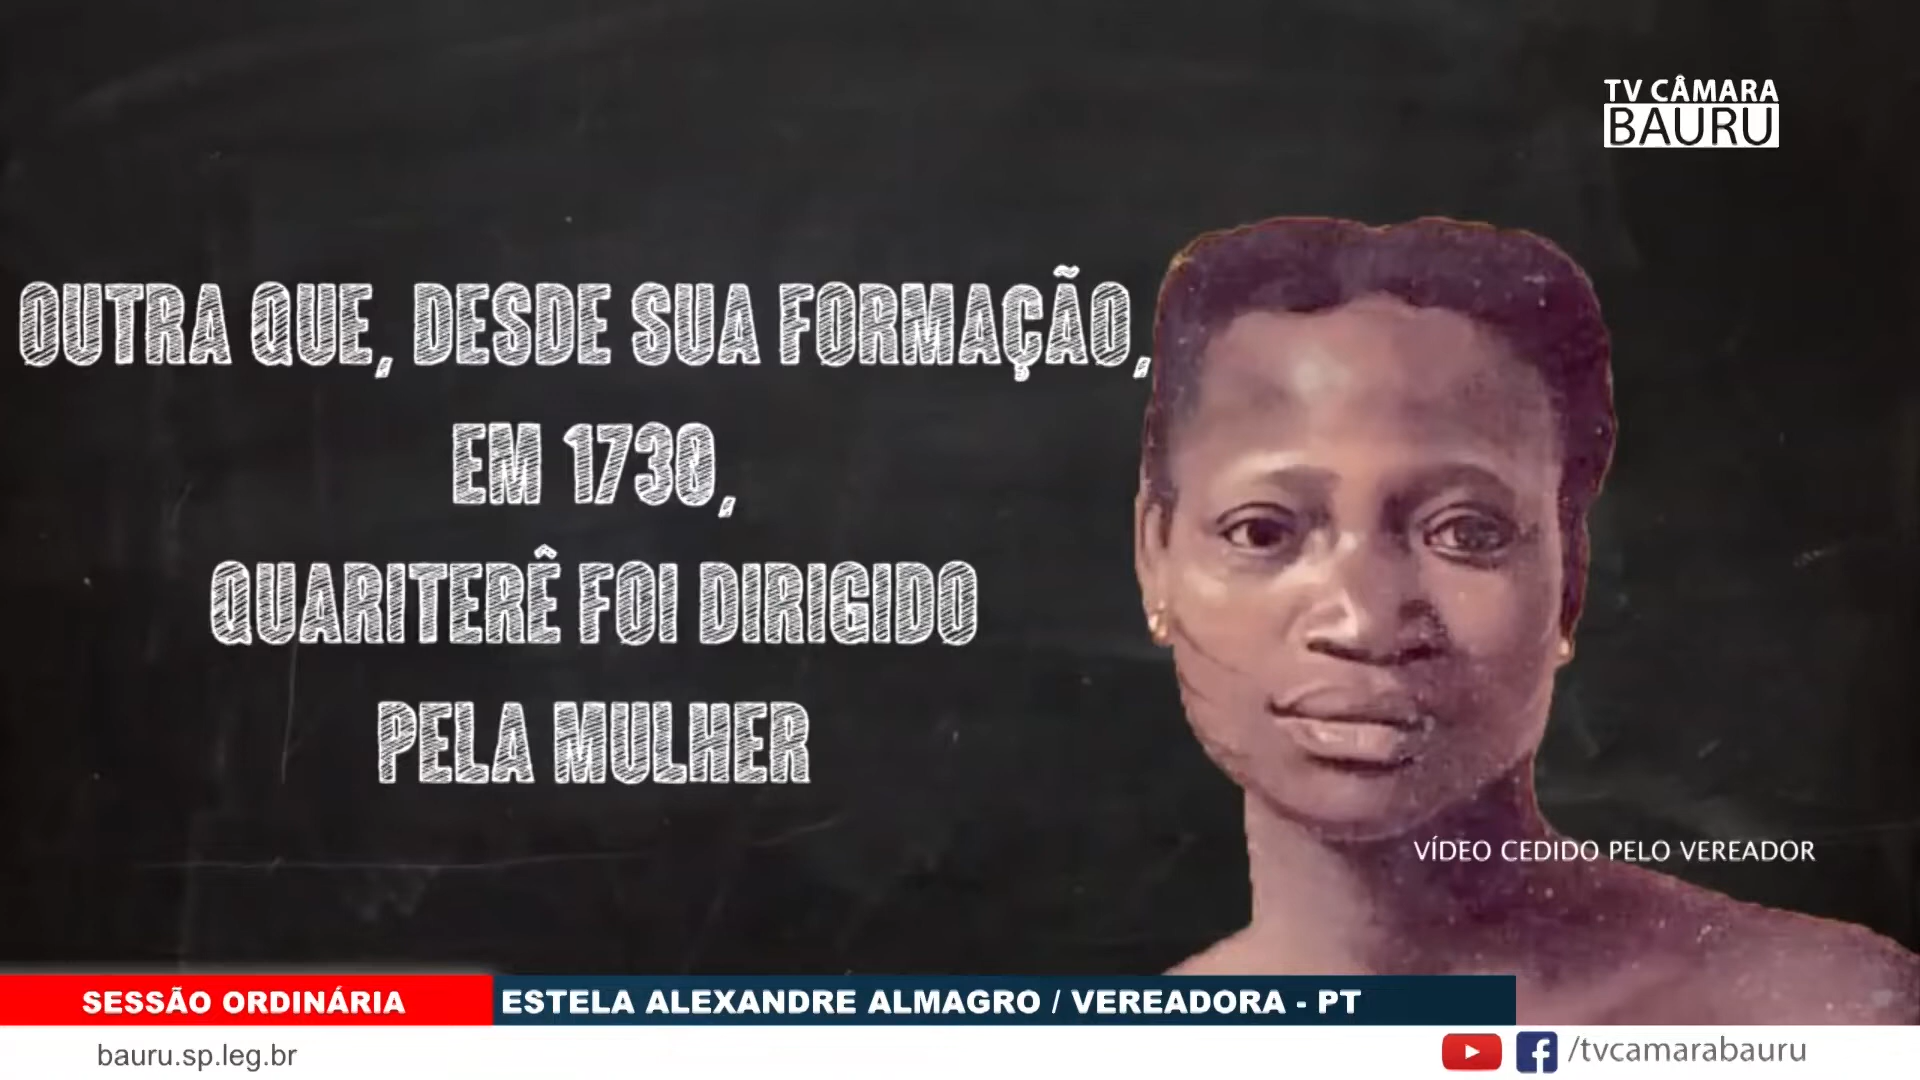 TV CÂMARA
BAURU
OUTRA QUE, DESDE SUA FORMAÇÃO,
EM 1730,
QUARITERÊ FOI DIRIGIDO
PELA MULHER
VÍDEO CEDIDO PELO VEREADOR
SESSÃO ORDINÁRIA
ESTELA ALEXANDRE ALMAGRO / VEREADORA - PT
bauru.sp.leg.br
/tvcamarabauru